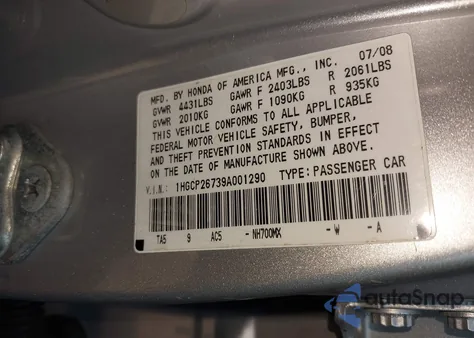 MFD. BY HONDA OF AMERICA MFG., INC. 07/08
GVWR 4431LBS GAWR F 2403LBS R 2061LBS
GVWR 2010KG GAWR F 1090KG R 935KG
THIS VEHICLE CONFORMS TO ALL APPLICABLE
FEDERAL MOTOR VEHICLE SAFETY, BUMPER,
AND THEFT PREVENTION STANDARDS IN EFFECT
ON THE DATE OF MANUFACTURE SHOWN ABOVE.
V.I.N: 1HGCP26739A001290 TYPE: PASSENGER CAR
TA5 9 AC5 - NH700MX - W - A
autoSnap